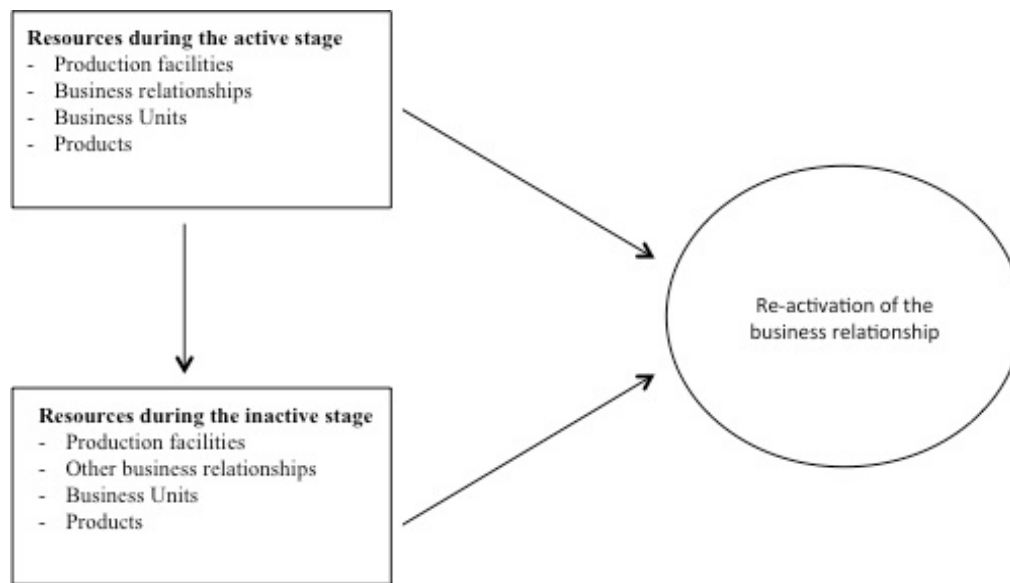 Resources during the active stage
- Production facilities
- Business relationships
- Business Units
- Products
Resources during the inactive stage
- Production facilities
- Other business relationships
- Business Units
- Products
Re-activation of the
business relationship